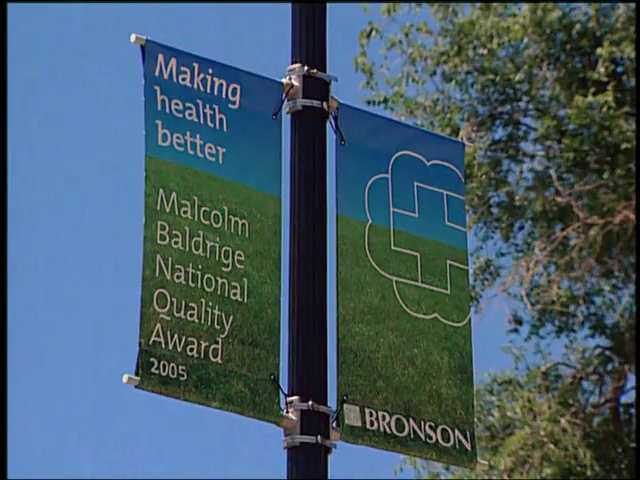 Making
health
better
Malcolm
Baldrige
National
Quality
Award
2005
BRONSON